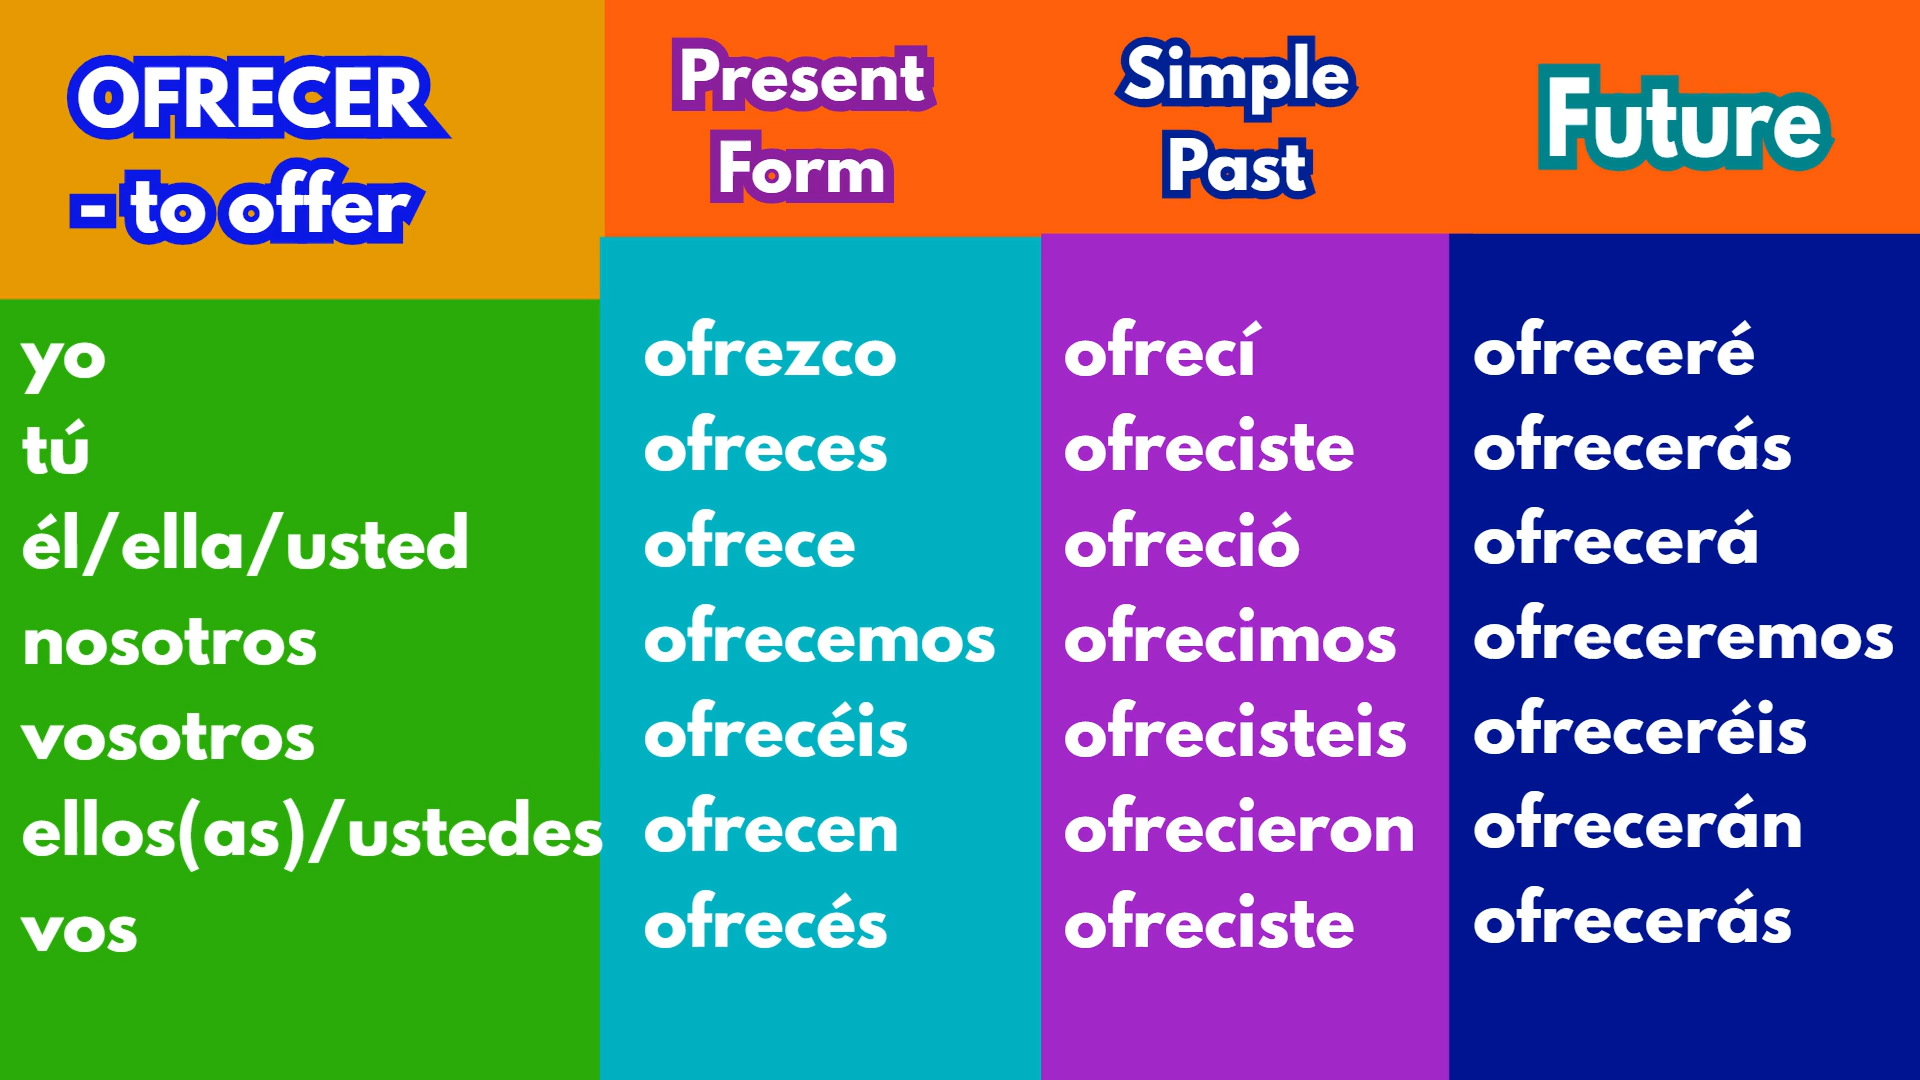 OFRECER
- to offer
Present
Form
Simple
Past
Future
yo
ofrezco
ofrecí
ofreceré
tú
ofreces
ofreciste
ofrecerás
él/ella/usted
ofrece
ofreció
ofrecerá
nosotros
ofrecemos
ofrecimos
ofreceremos
vosotros
ofrecéis
ofrecisteis
ofreceréis
ellos(as)/ustedes
ofrecen
ofrecieron
ofrecerán
vos
ofrecés
ofreciste
ofrecerás